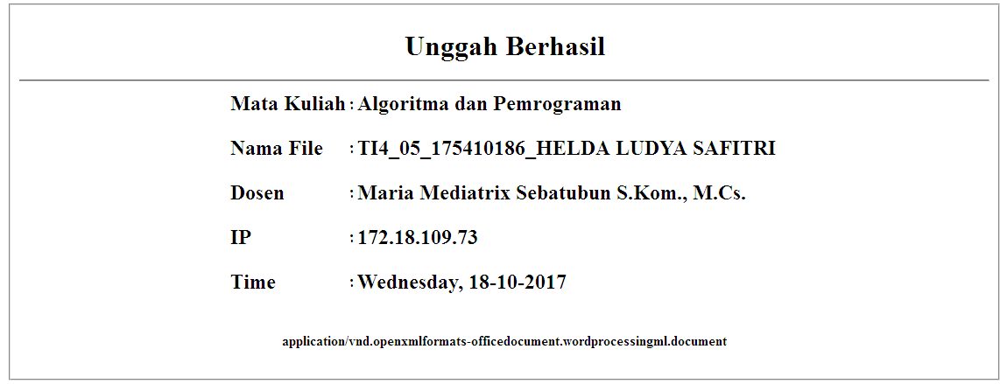 Unggah Berhasil
Mata Kuliah : Algoritma dan Pemrograman
Nama File : TI4_05_175410186_HELDA LUDYA SAFITRI
Dosen : Maria Mediatrix Sebatubun S.Kom., M.Cs.
IP : 172.18.109.73
Time : Wednesday, 18-10-2017
application/vnd.openxmlformats-officedocument.wordprocessingml.document